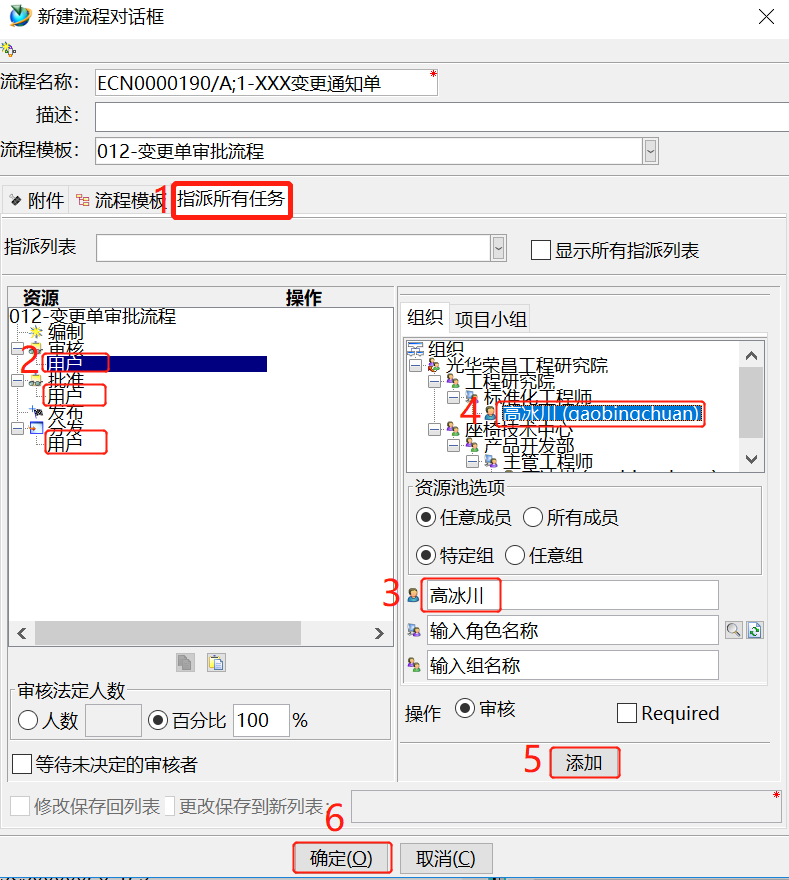 新建流程对话框
流程名称： ECN0000190/A;1-XXX变更通知单 *
描述：
流程模板： 012-变更单审批流程
附件 流程模板 1 指派所有任务
指派列表 显示所有指派列表
资源 操作
012-变更单审批流程
编制
审核
2 用户
批准
用户
发布
分发
用户
组织 项目小组
组织
光华荣昌工程研究院
工程研究院
标准化工程师
4 高冰川 (gaobingchuan)
座椅技术中心
产品开发部
主管工程师
资源池选项
任意成员 所有成员
特定组 任意组
3 高冰川
输入角色名称
输入组名称
操作 审核 Required
5 添加
审核法定人数
人数 百分比 100 %
等待未决定的审核者
修改保存回列表 更改保存到新列表： *
6
确定(O) 取消(C)